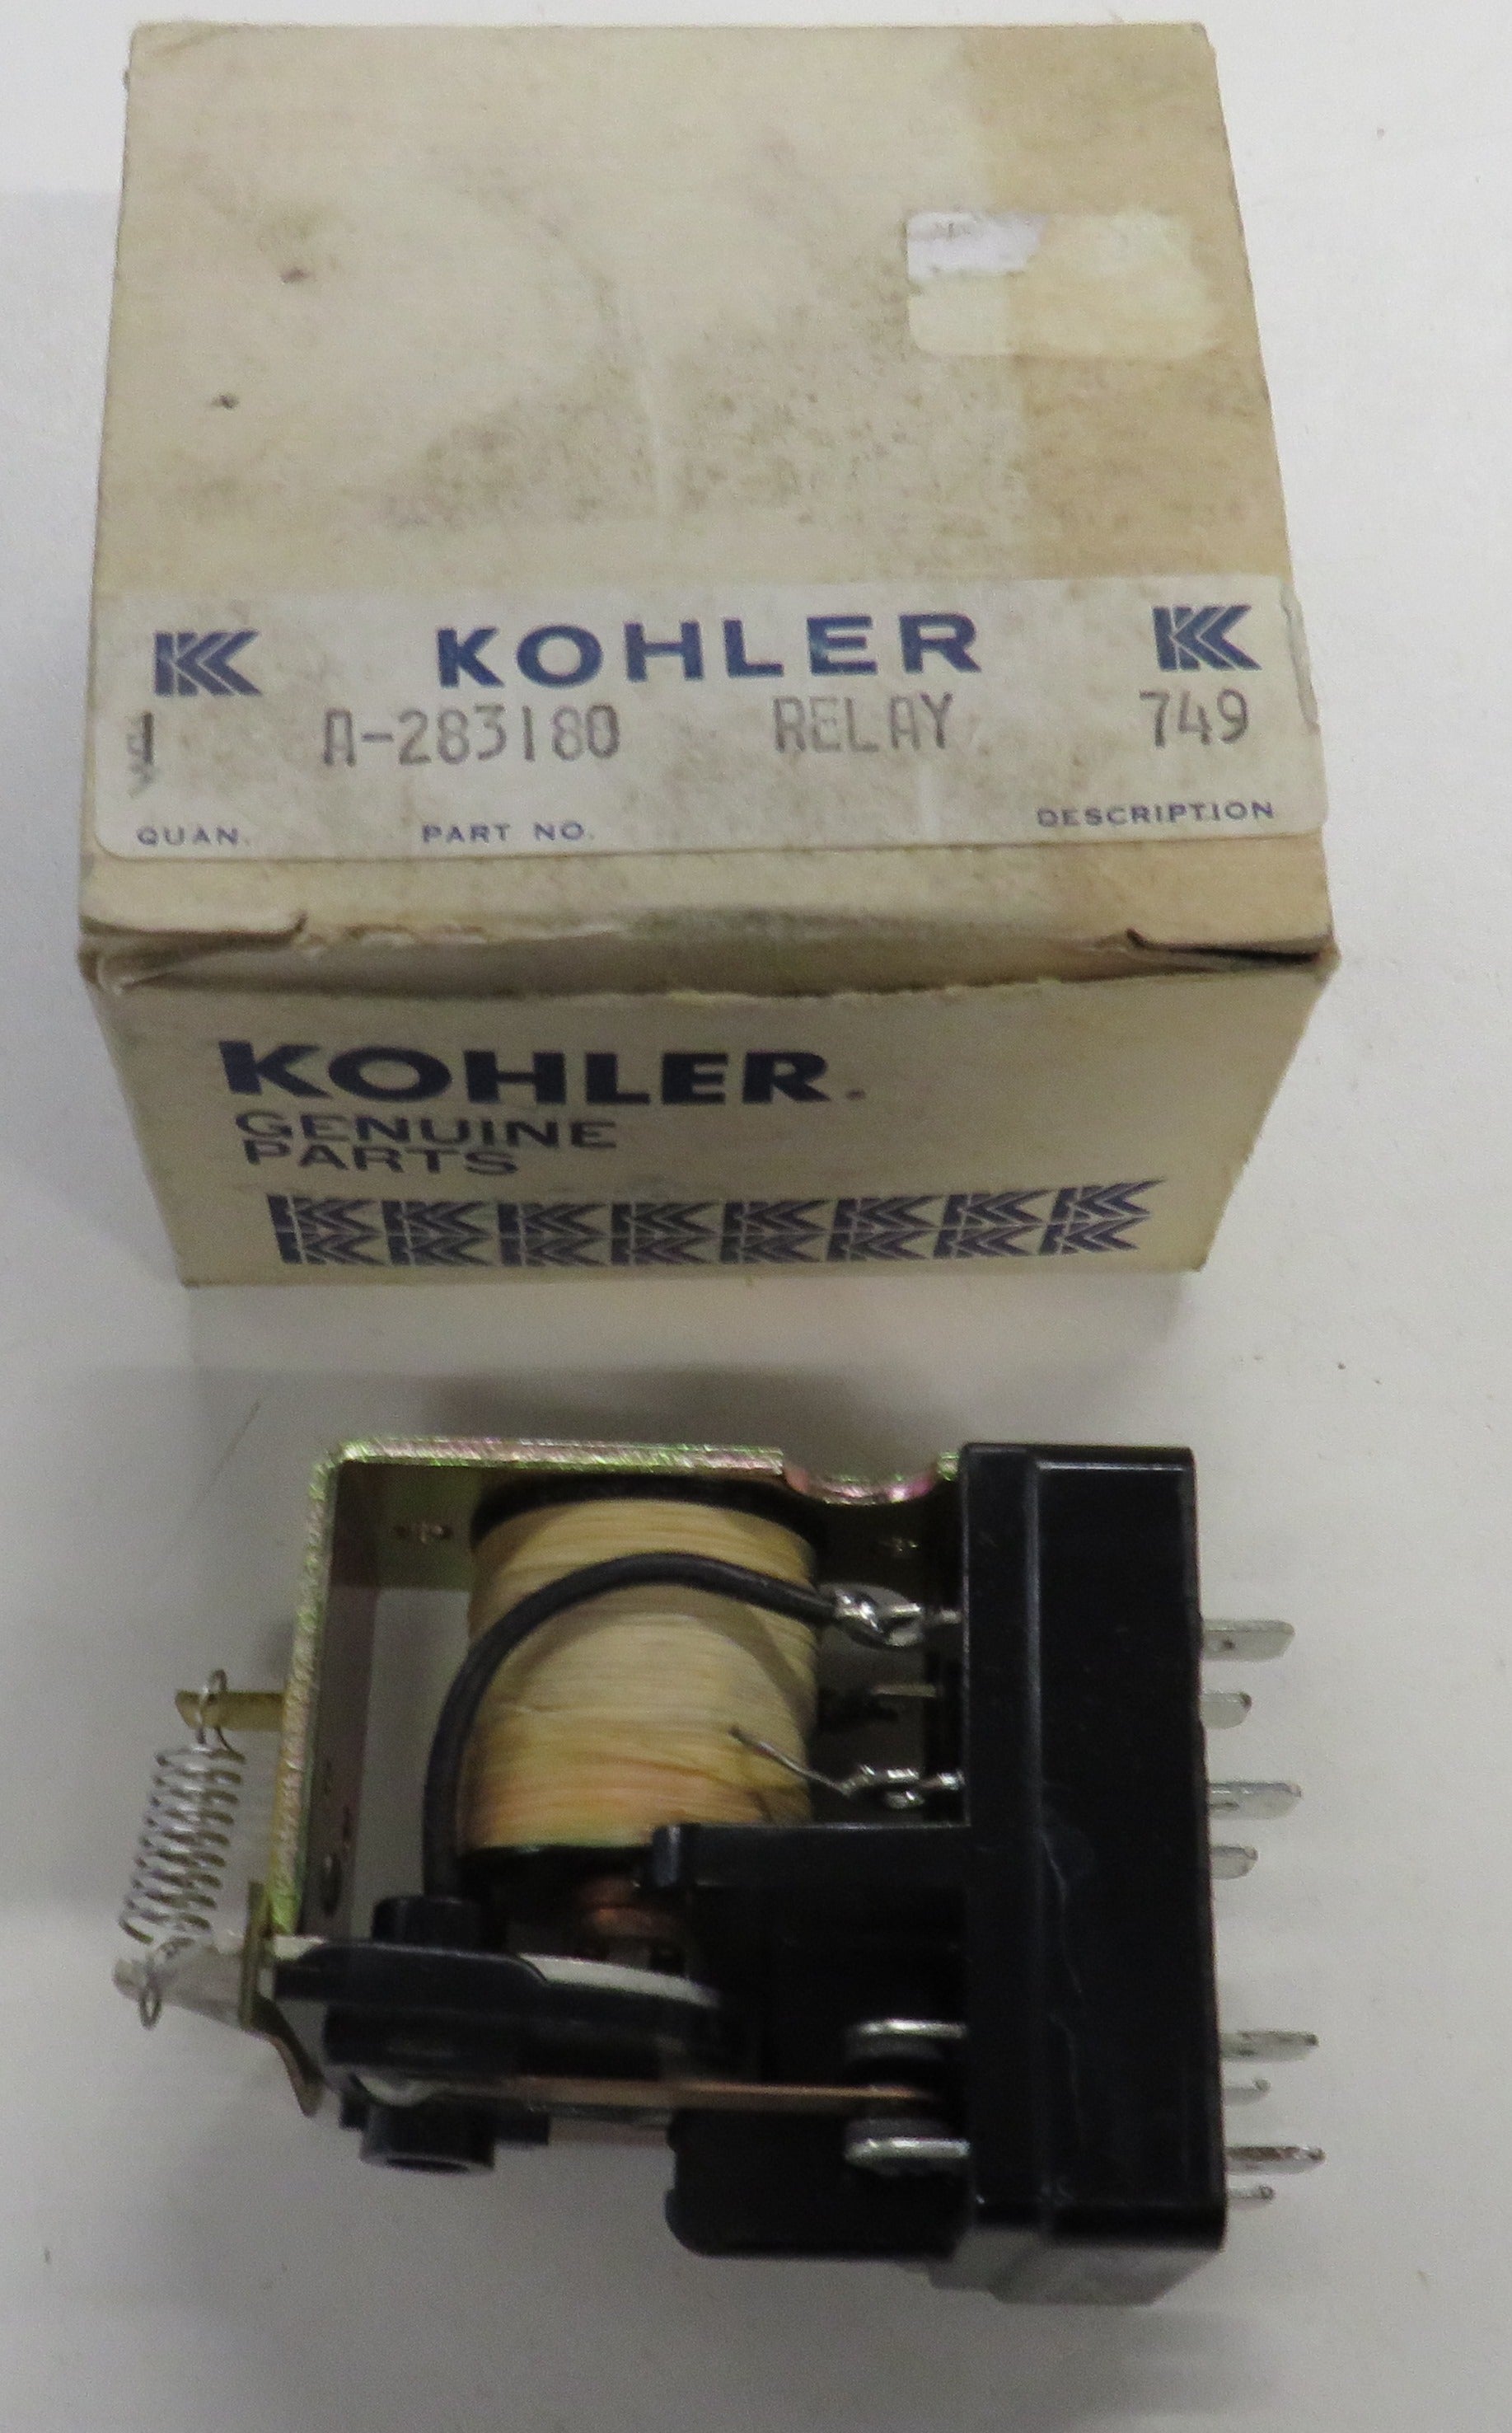 KOHLER
1 A-283180 RELAY 749
QUAN. PART NO. DESCRIPTION
KOHLER.
GENUINE
PARTS